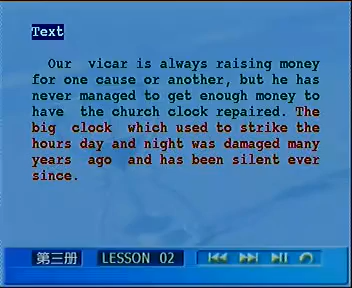 Text
Our vicar is always raising money
for one cause or another, but he has
never managed to get enough money to
have the church clock repaired. The
big clock which used to strike the
hours day and night was damaged many
years ago and has been silent ever
since.
第三册 LESSON 02